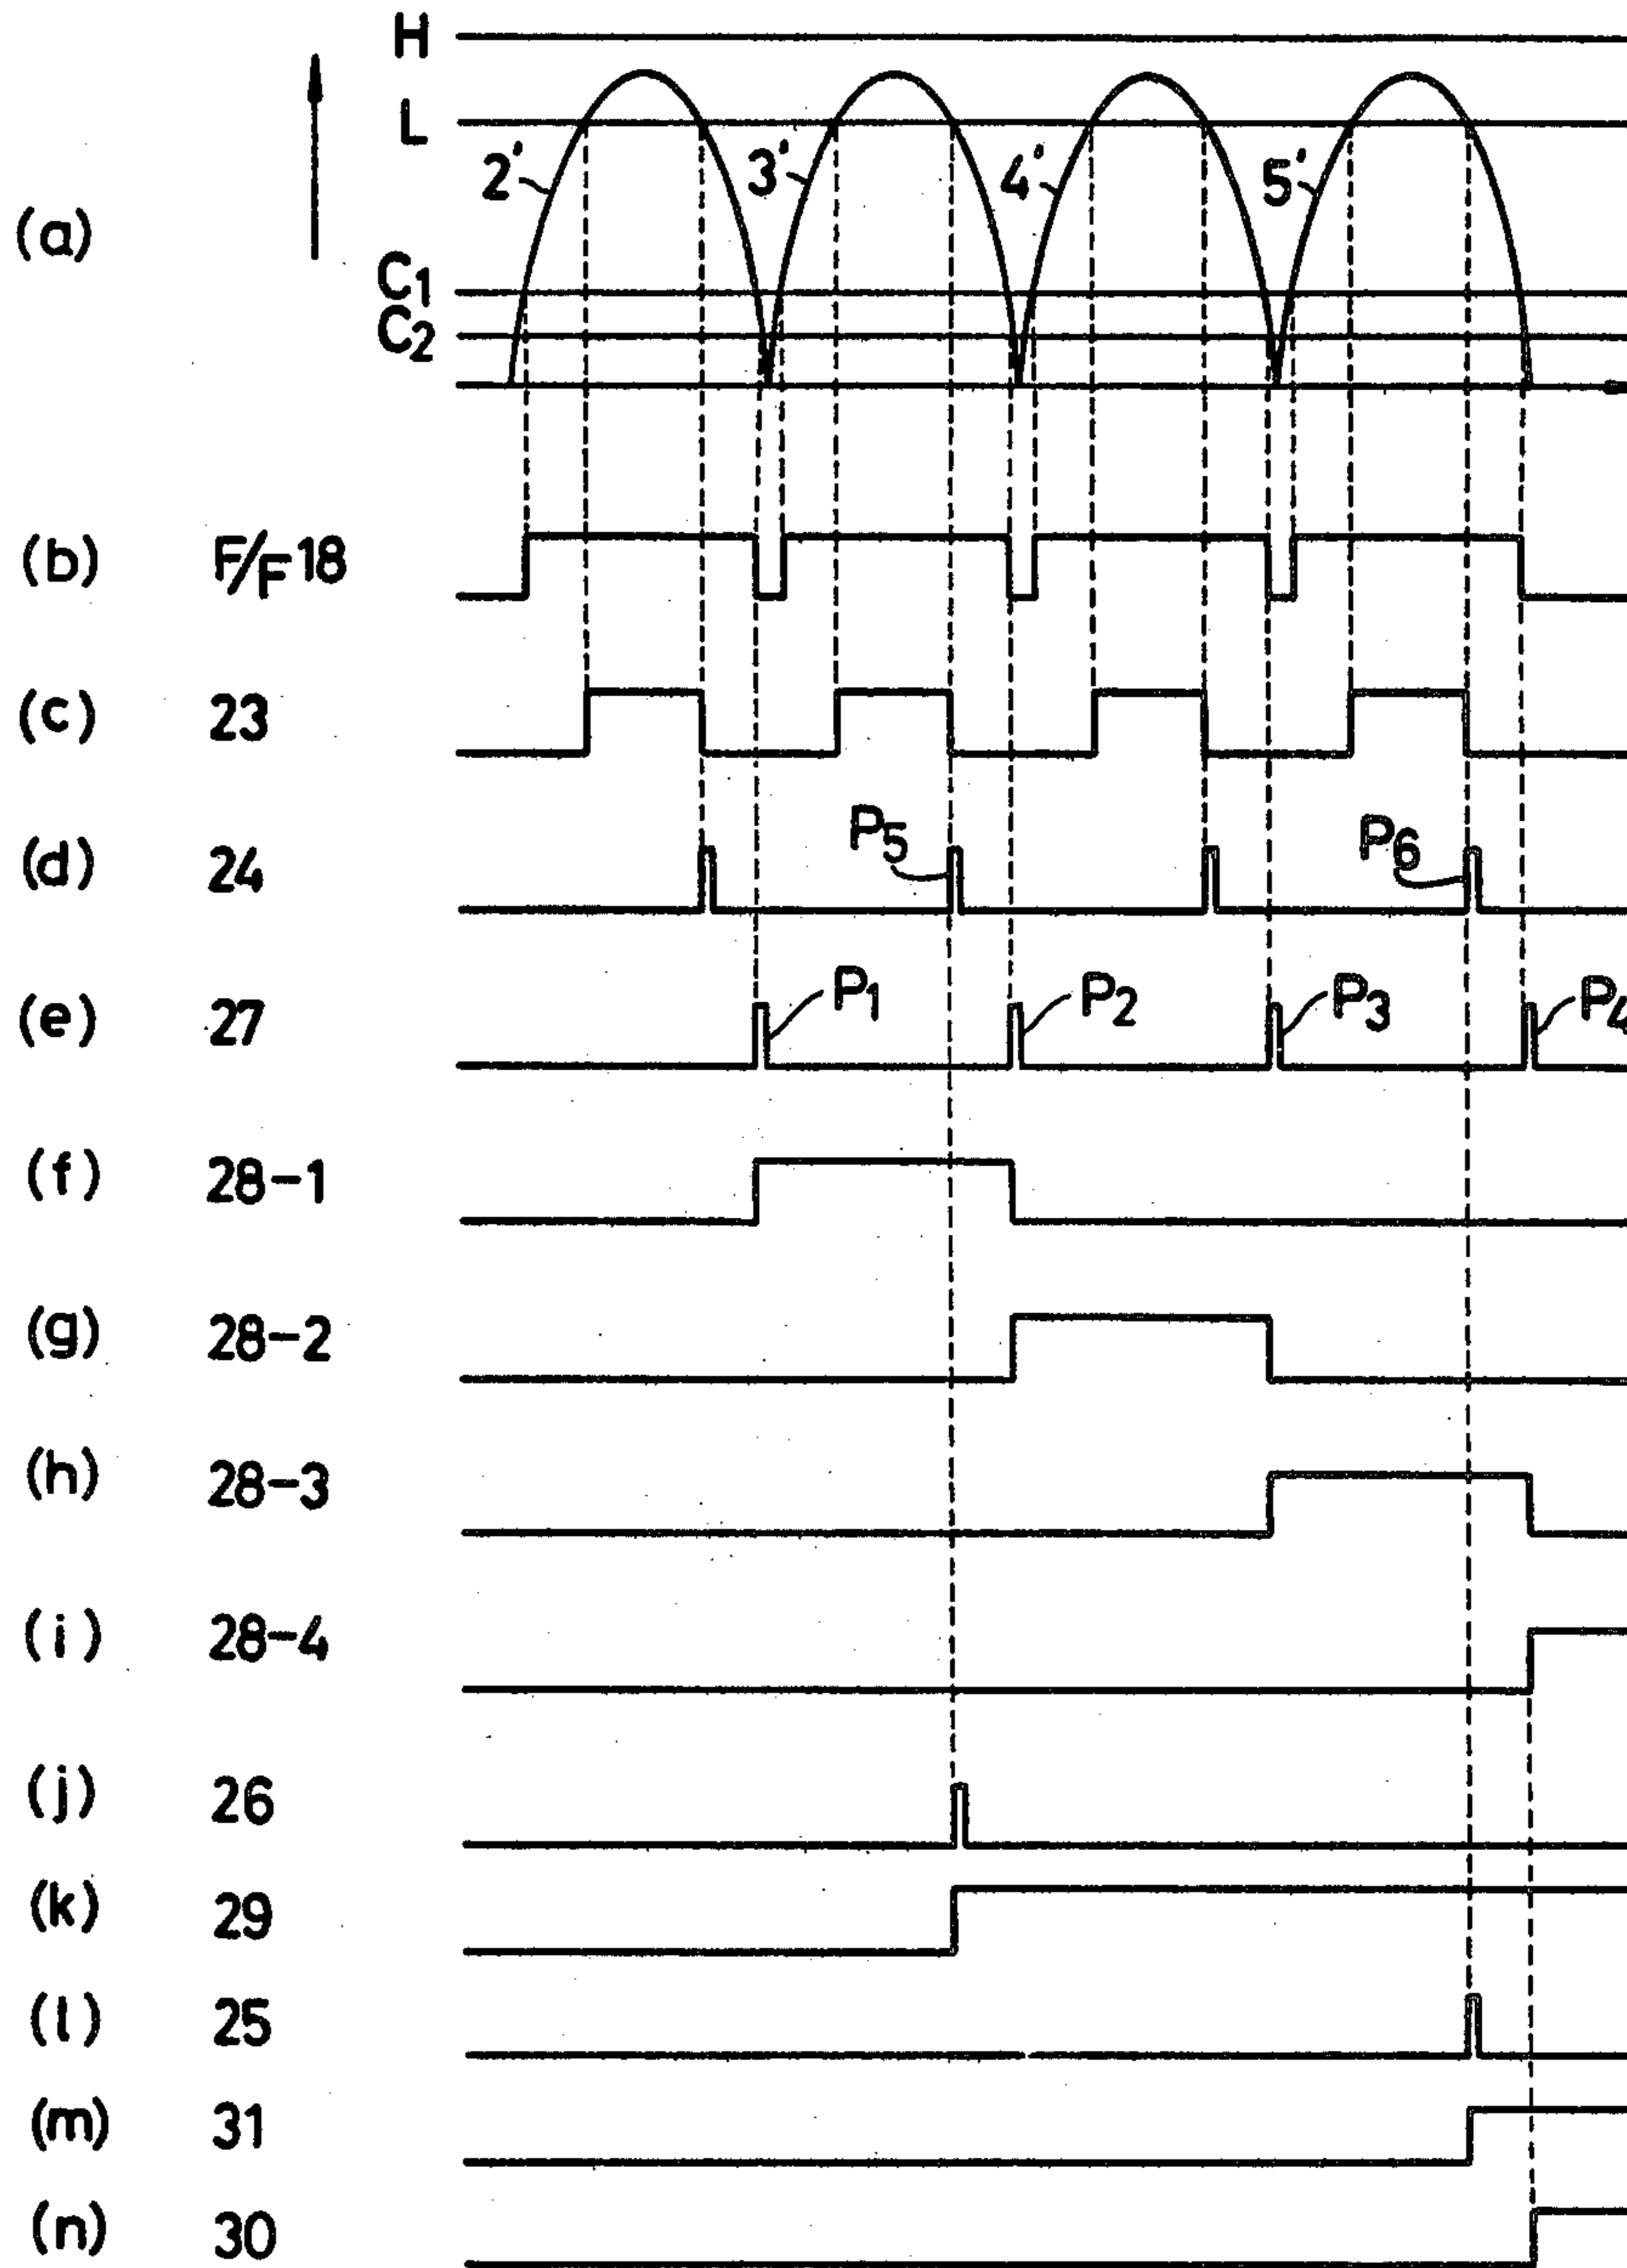 H
L
2' 3' 4' 5'
(a)
C1
C2
(b) F/F 18
(c) 23
(d) 24 P5 P6
(e) 27 P1 P2 P3 P4
(f) 28-1
(g) 28-2
(h) 28-3
(i) 28-4
(j) 26
(k) 29
(l) 25
(m) 31
(n) 30